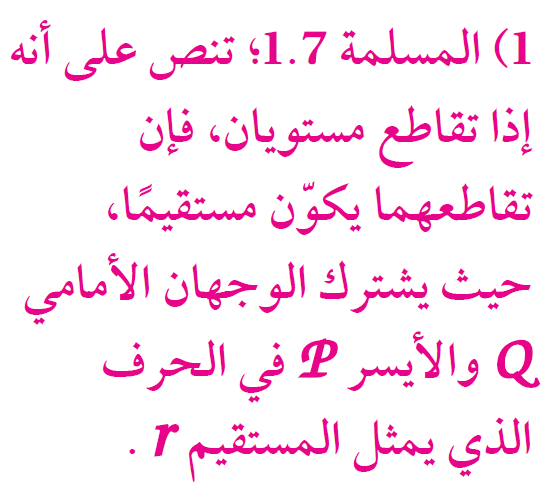 1) المسلمة 1.7؛ تنص على أنه
إذا تقاطع مستويان، فإن
تقاطعهما يكوّن مستقيمًا،
حيث يشترك الوجهان الأمامي
Q والأيسر P في الحرف
الذي يمثل المستقيم r .